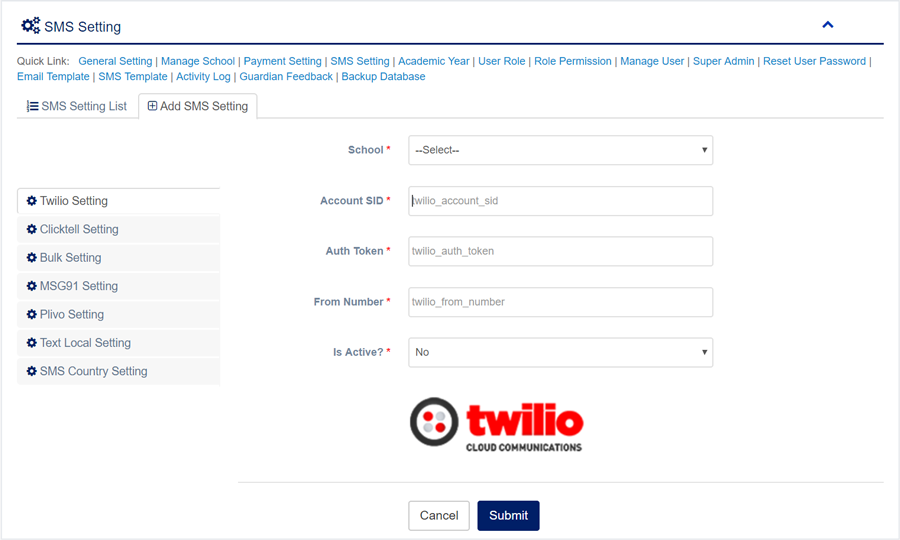 SMS Setting
Quick Link: General Setting | Manage School | Payment Setting | SMS Setting | Academic Year | User Role | Role Permission | Manage User | Super Admin | Reset User Password |
Email Template | SMS Template | Activity Log | Guardian Feedback | Backup Database
SMS Setting List
Add SMS Setting
School *
--Select--
Twilio Setting
Clicktell Setting
Bulk Setting
MSG91 Setting
Plivo Setting
Text Local Setting
SMS Country Setting
Account SID *
twilio_account_sid
Auth Token *
twilio_auth_token
From Number *
twilio_from_number
Is Active? *
No
twilio
CLOUD COMMUNICATIONS
Cancel
Submit